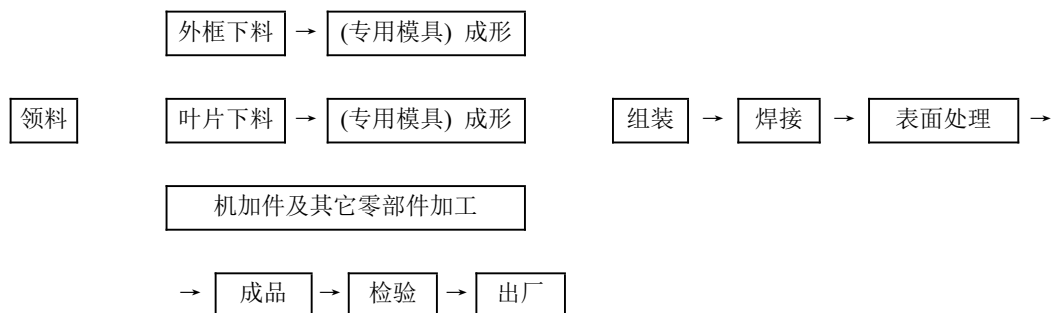 外框下料 → (专用模具) 成形
领料 叶片下料 → (专用模具) 成形 组装 → 焊接 → 表面处理 →
机加件及其它零部件加工
→ 成品 → 检验 → 出厂